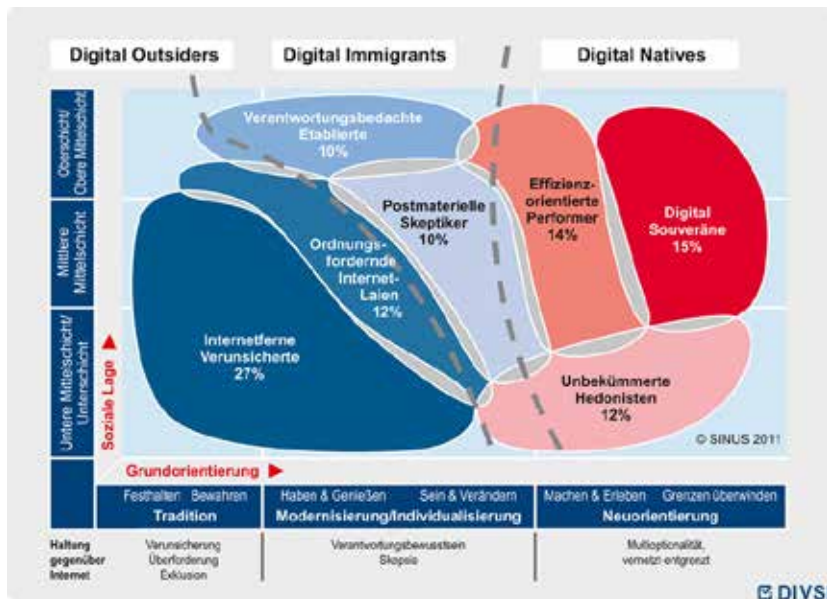 Digital Outsiders
Digital Immigrants
Digital Natives
Oberschicht/
Obere Mittelschicht
Mittlere
Mittelschicht
Untere Mittelschicht/
Unterschicht
Soziale Lage
Verantwortungsbedachte
Etablierte
10%
Postmaterielle
Skeptiker
10%
Effizienz-
orientierte
Performer
14%
Digital
Souveräne
15%
Ordnungs-
fordernde
Internet-
Laien
12%
Internetferne
Verunsicherte
27%
Unbekümmerte
Hedonisten
12%
© SINUS 2011
Grundorientierung
Festhalten Bewahren
Tradition
Haben & Genießen Sein & Verändern
Modernisierung/Individualisierung
Machen & Erleben Grenzen überwinden
Neuorientierung
Haltung
gegenüber
Internet
Verunsicherung
Überforderung
Exklusion
Verantwortungsbewusstsein
Skepsis
Multioptionalität,
vernetzt entgrenzt
DIVSI